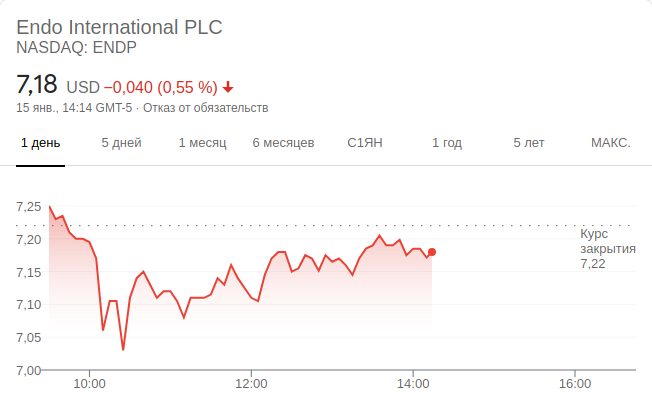 Endo International PLC
NASDAQ: ENDP
7,18 USD −0,040 (0,55 %)
15 янв., 14:14 GMT-5 · Отказ от обязательств
1 день 5 дней 1 месяц 6 месяцев С1ЯН 1 год 5 лет МАКС.
7,25
7,20
7,15
7,10
7,05
7,00
Курс
закрытия
7,22
10:00 12:00 14:00 16:00